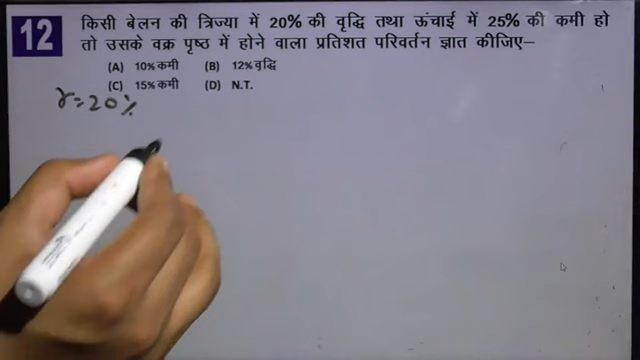 12 किसी बेलन की त्रिज्या में 20% की वृद्धि तथा ऊंचाई में 25% की कमी हो
तो उसके वक्र पृष्ठ में होने वाला प्रतिशत परिवर्तन ज्ञात कीजिए–
(A) 10% कमी (B) 12% वृद्धि
(C) 15% कमी (D) N.T.
r = 20%